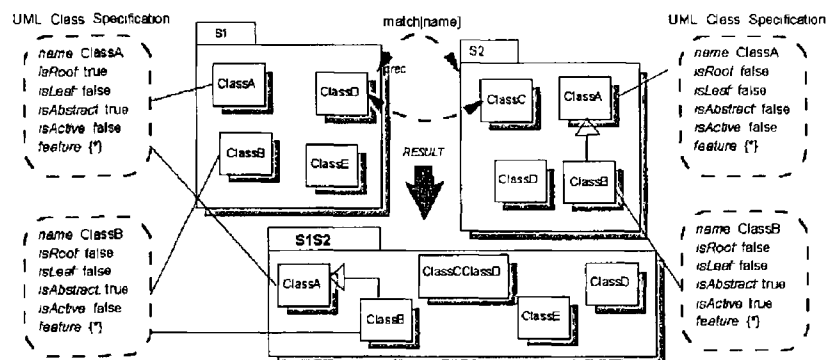 UML Class Specification
name ClassA
isRoot true
isLeaf false
isAbstract true
isActive false
feature {*}
name ClassB
isRoot false
isLeaf false
isAbstract true
isActive false
feature {*}
S1
ClassA
ClassD
ClassB
ClassE
match[name]
prec
RESULT
S2
ClassC
ClassA
ClassD
ClassB
UML Class Specification
name ClassA
isRoot false
isLeaf false
isAbstract false
isActive false
feature {*}
name ClassB
isRoot false
isLeaf false
isAbstract true
isActive true
feature {*}
S1S2
ClassA
ClassB
ClassCClassD
ClassE
ClassD